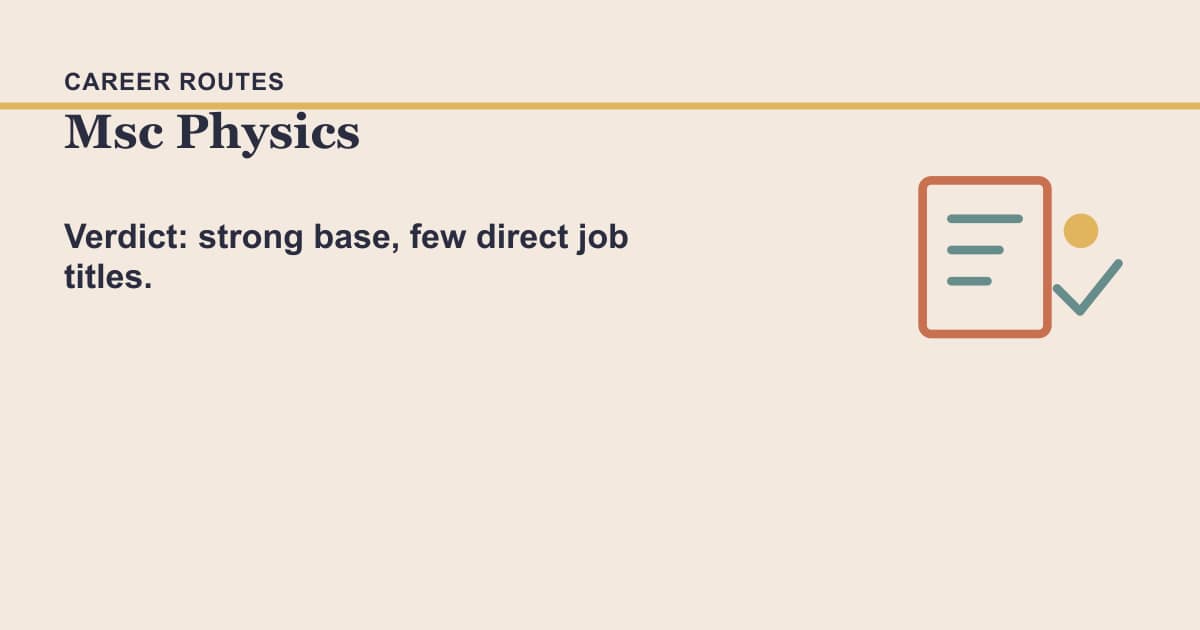 CAREER ROUTES
Msc Physics
Verdict: strong base, few direct job
titles.